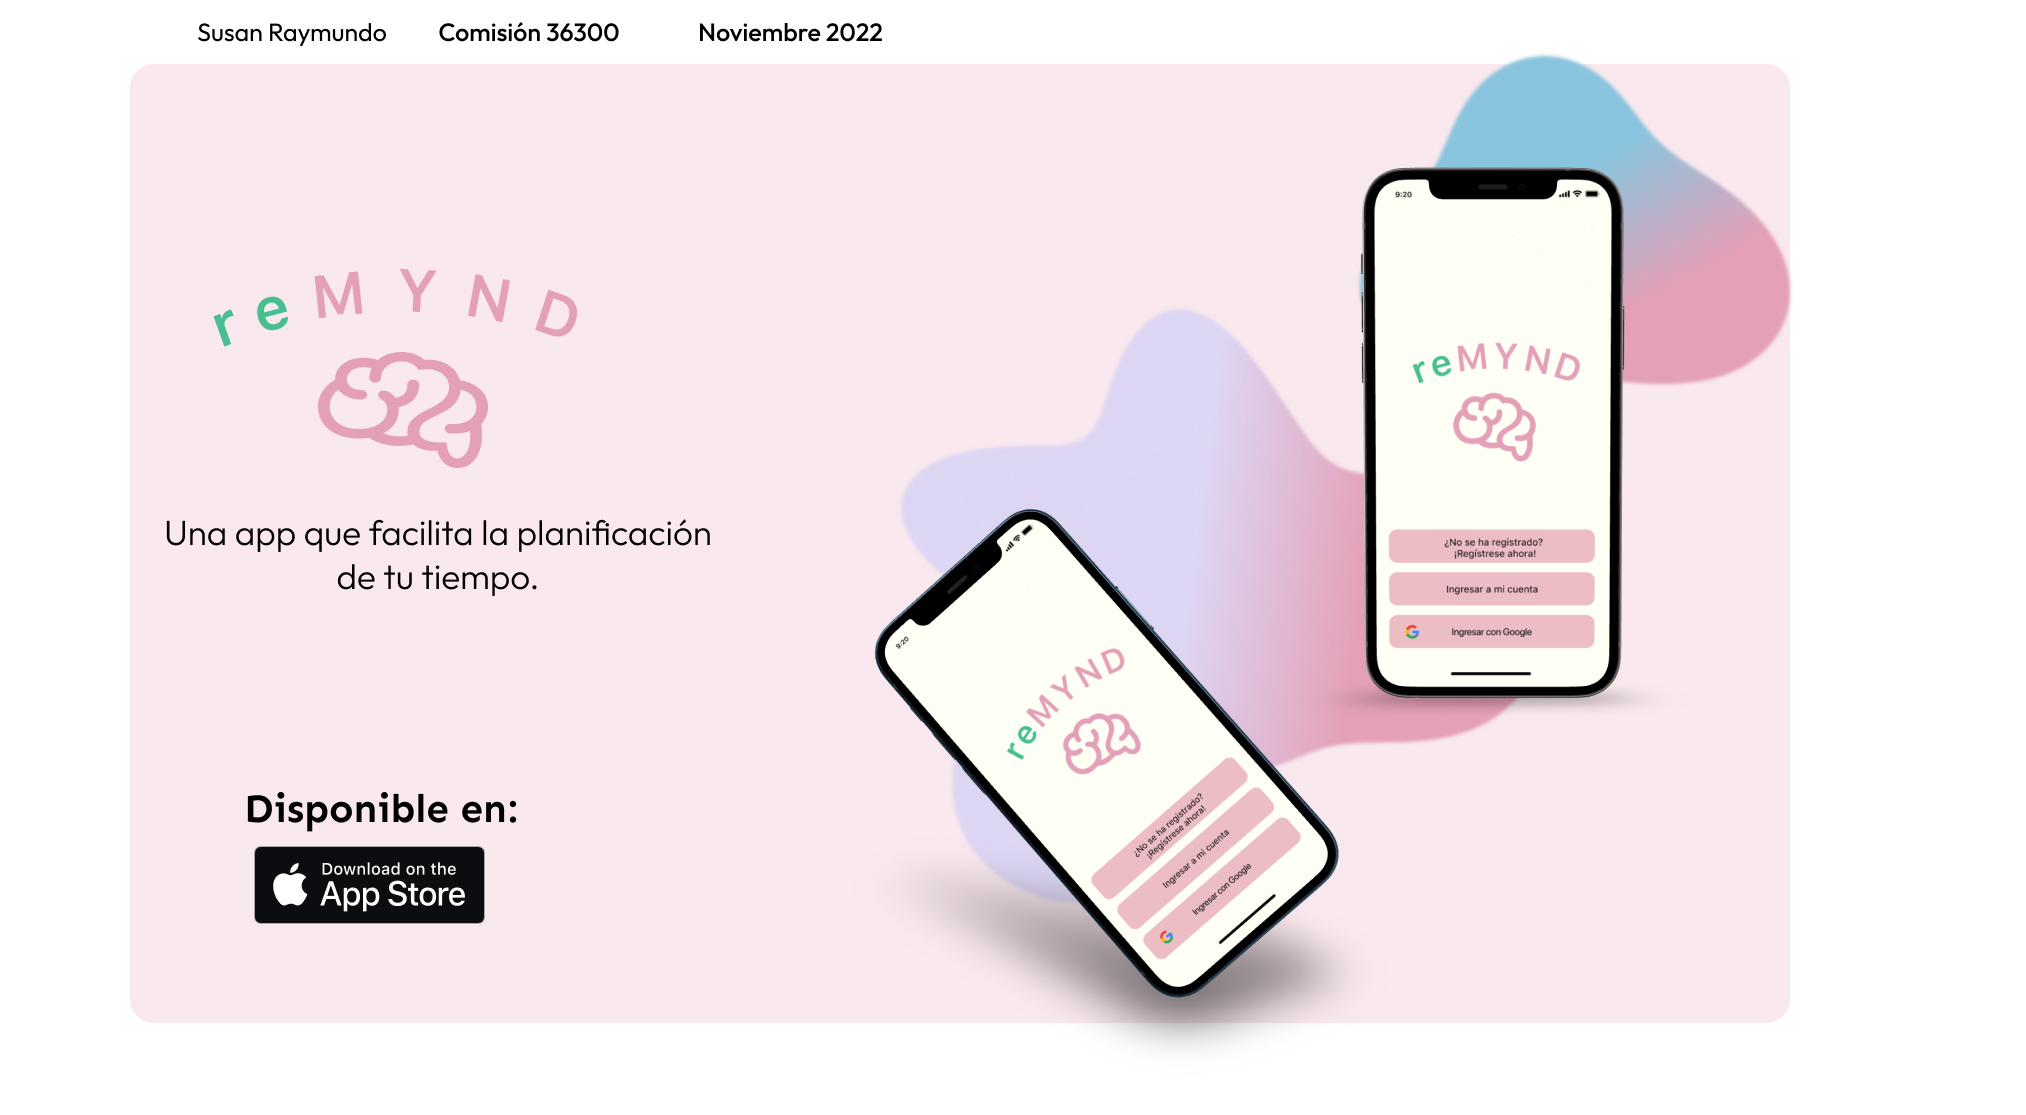 Susan Raymundo
Comisión 36300
Noviembre 2022
reMYND
Una app que facilita la planificación
de tu tiempo.
Disponible en:
Download on the
App Store
9:20
reMYND
¿No se ha registrado?
¡Regístrese ahora!
Ingresar a mi cuenta
Ingresar con Google
9:20
reMYND
¿No se ha registrado?
¡Regístrese ahora!
Ingresar a mi cuenta
Ingresar con Google